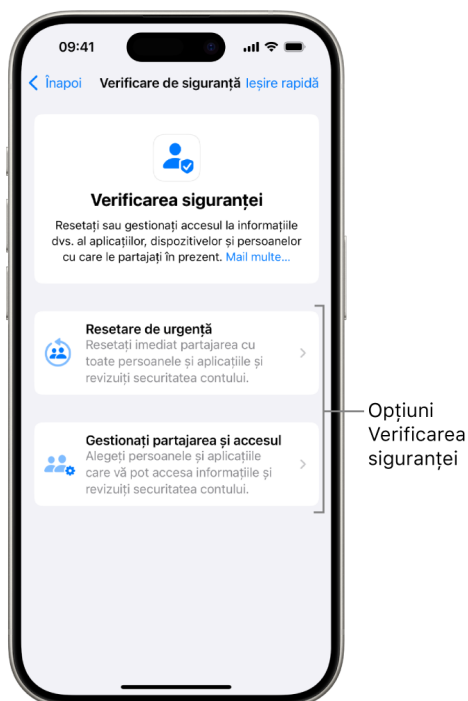 09:41
Înapoi Verificare de siguranță Ieșire rapidă
Verificarea siguranței
Resetați sau gestionați accesul la informațiile
dvs. al aplicațiilor, dispozitivelor și persoanelor
cu care le partajați în prezent. Mail multe...
Resetare de urgență
Resetați imediat partajarea cu
toate persoanele și aplicațiile și
revizuiți securitatea contului.
Gestionați partajarea și accesul
Alegeți persoanele și aplicațiile
care vă pot accesa informațiile și
revizuiți securitatea contului.
Opțiuni
Verificarea
siguranței